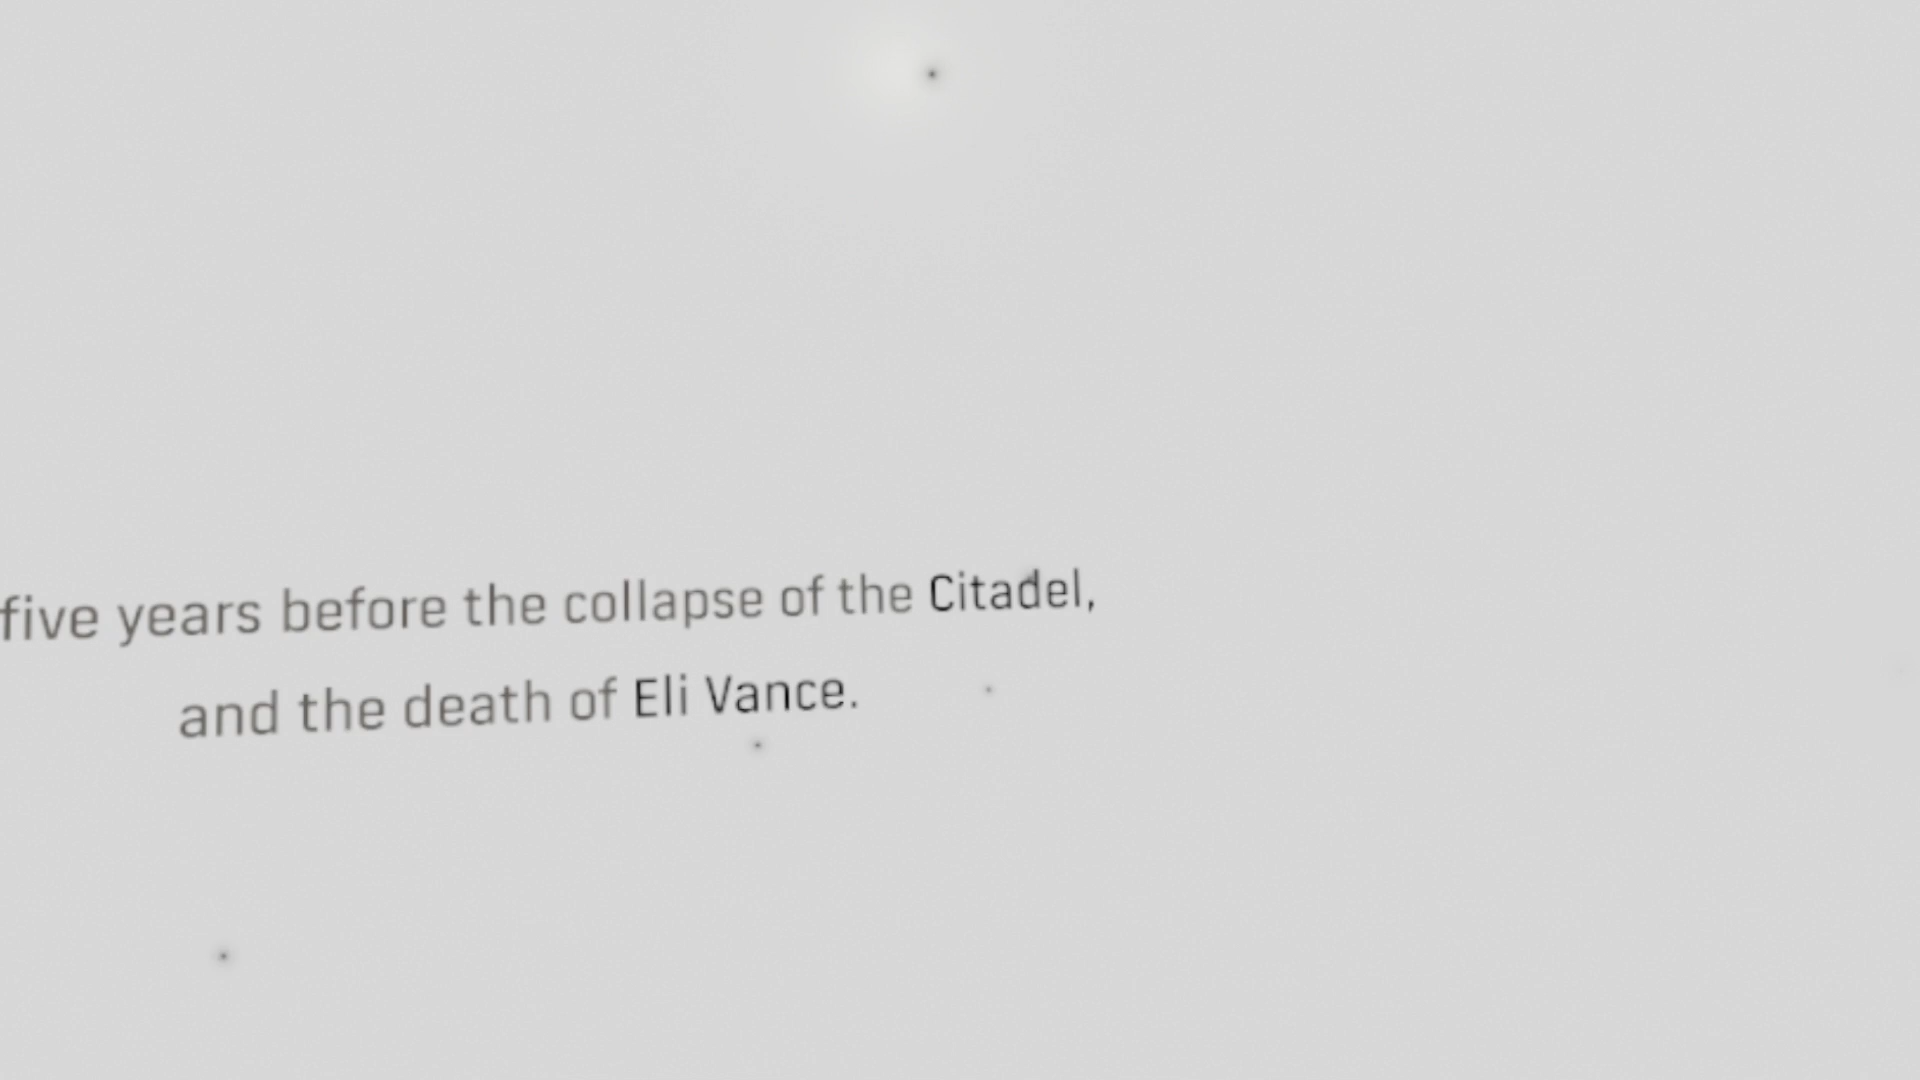 five years before the collapse of the Citadel,
and the death of Eli Vance.